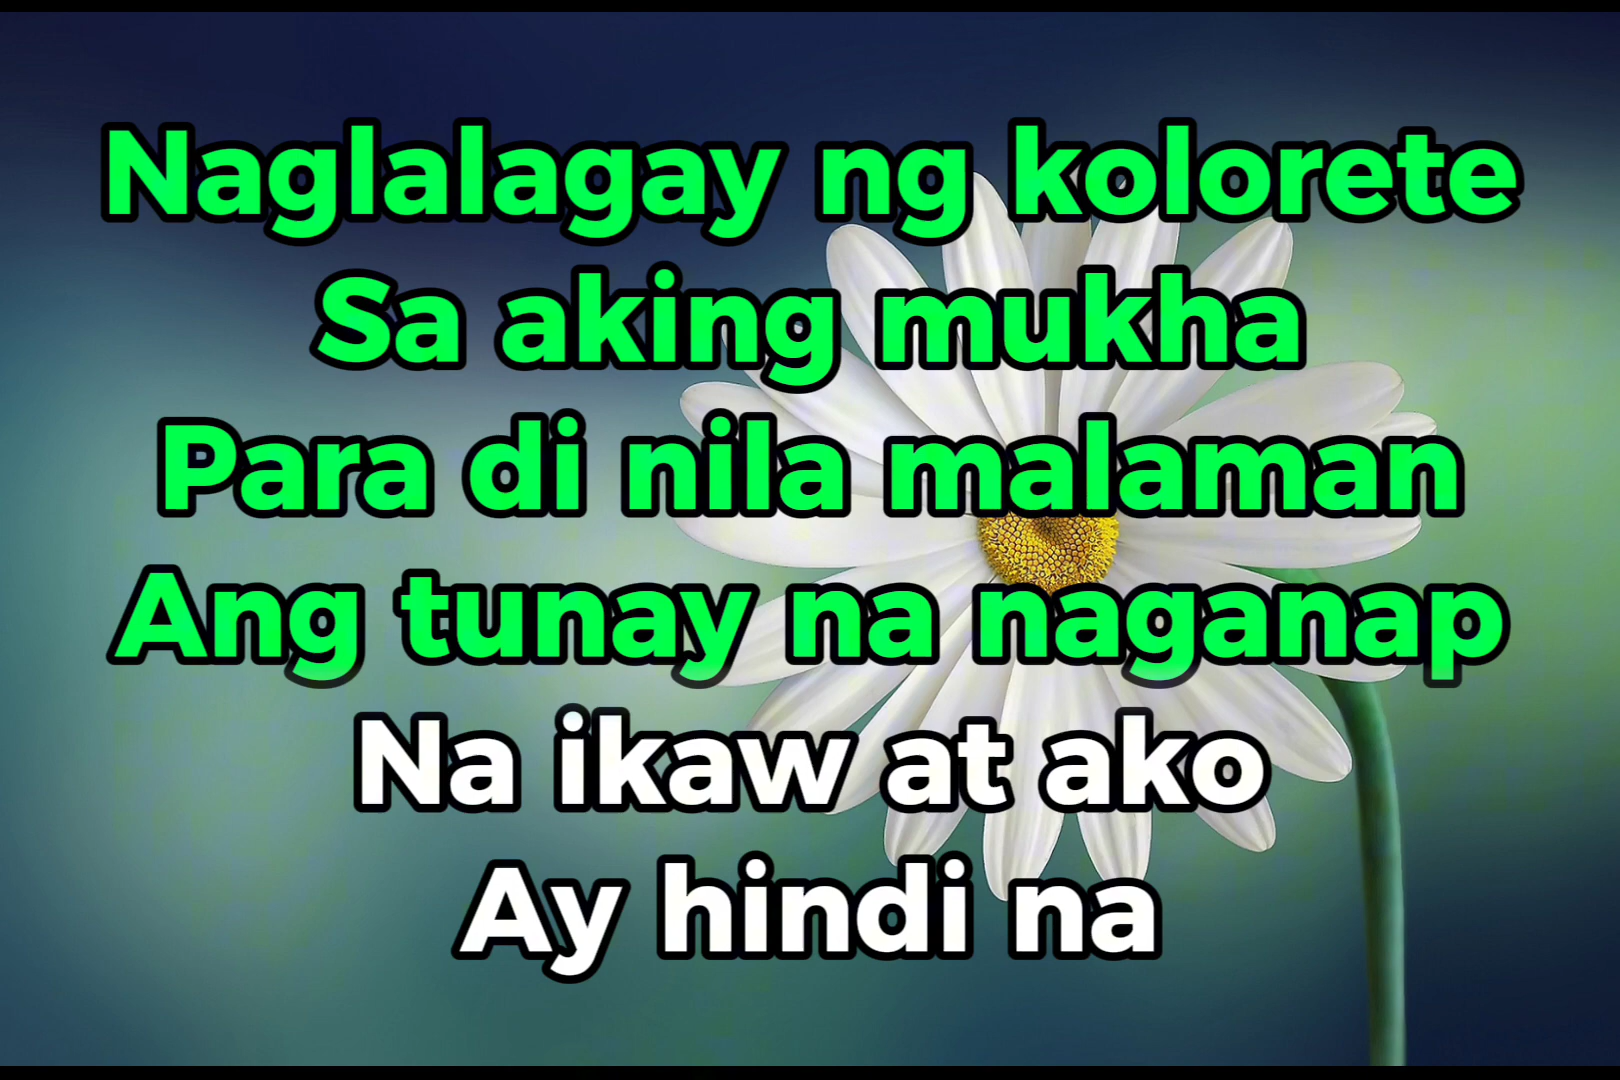 Naglalagay ng kolorete
Sa aking mukha
Para di nila malaman
Ang tunay na naganap
Na ikaw at ako
Ay hindi na